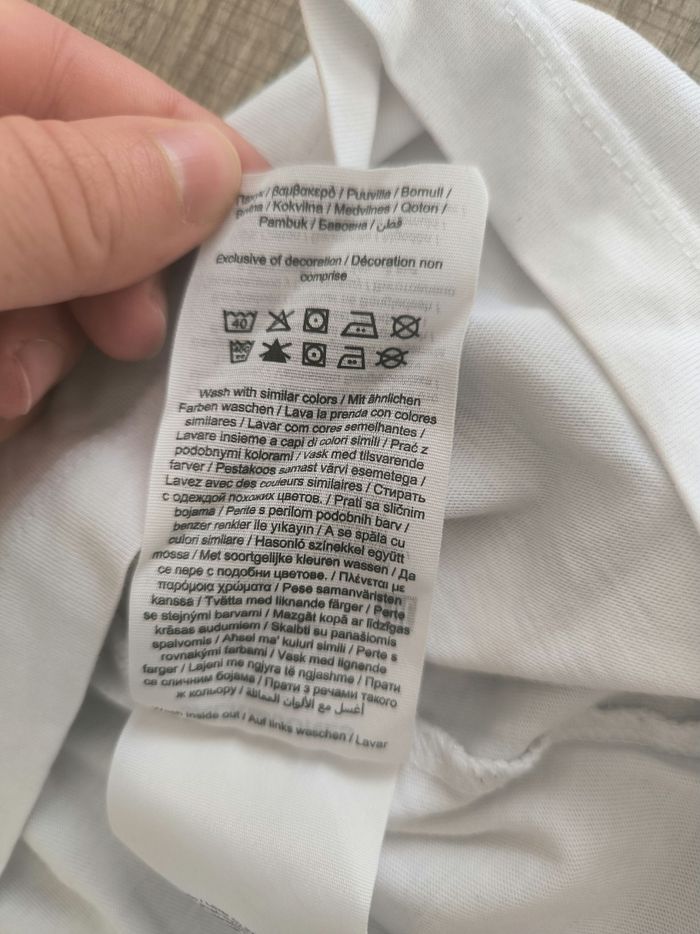 / βαμβακερό / Puuvilla / Bomull /
/ Kokvilna / Medvilnės / Qoton /
Pambuk / Бавовна / قطن
Exclusive of decoration / Décoration non
comprise
40
Wash with similar colors / Mit ähnlichen
Farben waschen / Lava la prenda con colores
similares / Lavar com cores semelhantes /
Lavare insieme a capi di colori simili / Prać z
podobnymi kolorami / Vask med tilsvarende
farver / Pestakoos samast värvi esemetega /
Lavez avec des couleurs similaires / Стирать
с одеждой похожих цветов. / Prati sa sličnim
bojama / Perite s perilom podobnih barv /
benzer renkler ile yıkayin / A se spăla cu
culori similare / Hasonló színekkel együtt
mossa / Met soortgelijke kleuren wassen / Да
се пере с подобни цветове. / Πλένεται με
παρόμοια χρώματα / Pese samanväristen
kanssa / Tvätta med liknande färger / Perte
se stejnými barvami / Mazgāt kopā ar līdzīgas
krāsas audumiem / Skalbti su panašiomis
spalvomis / Aħsel ma' kuluri simili / Perte s
rovnakými farbami / Vask med lignende
farger / Lajeni me ngjyra të ngjashme / Прати
са сличним бојама / Прати з речами такого
ж кольору / اغسل مع الألوان المماثلة
Wash inside out / Auf links waschen / Lavar